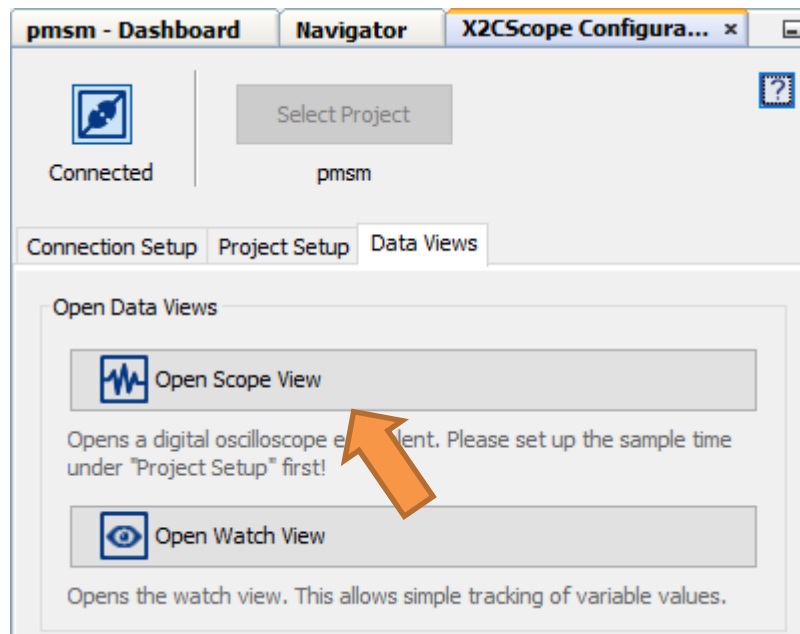 pmsm - Dashboard Navigator X2CScope Configura... ×
Select Project ?
Connected pmsm
Connection Setup Project Setup Data Views
Open Data Views
Open Scope View
Opens a digital oscilloscope lent. Please set up the sample time
under "Project Setup" first!
Open Watch View
Opens the watch view. This allows simple tracking of variable values.